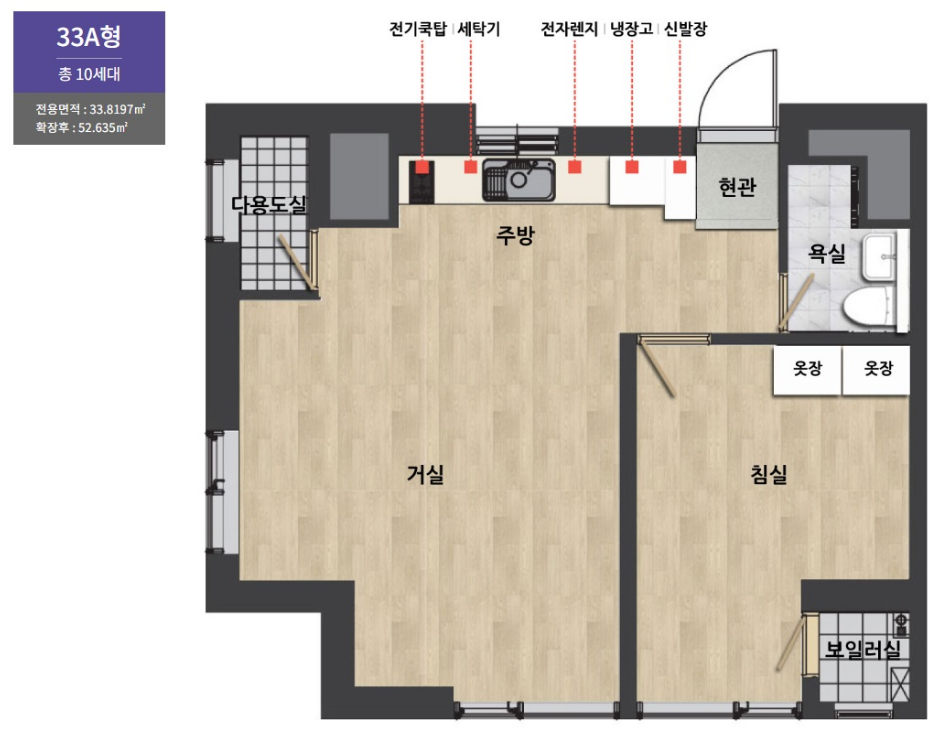 33A형
총 10세대
전용면적 : 33.8197㎡
확장후 : 52.635㎡
전기쿡탑 | 세탁기
전자렌지 | 냉장고 | 신발장
현관
다용도실
주방
욕실
옷장
옷장
거실
침실
보일러실